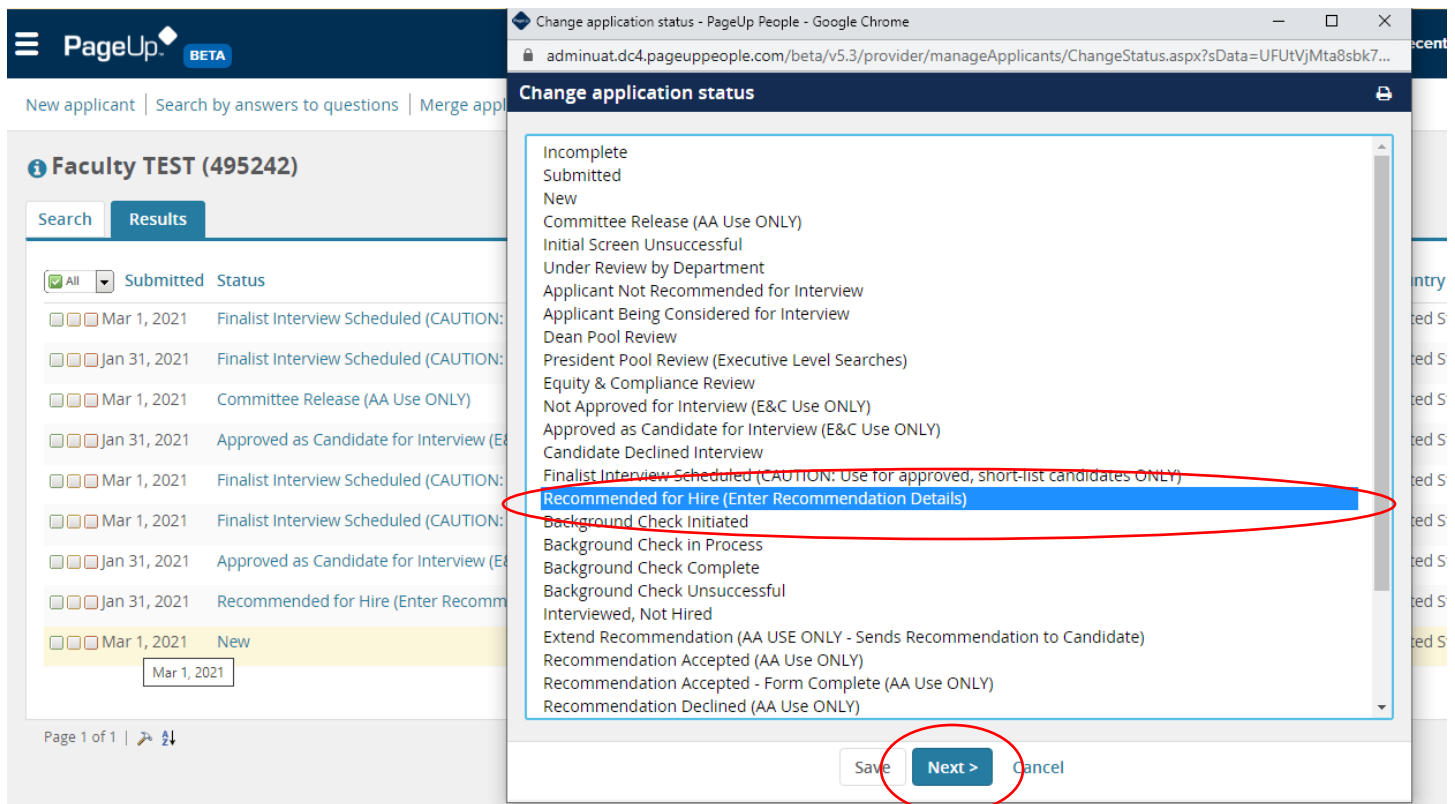 PageUp. BETA
New applicant | Search by answers to questions | Merge appl
Faculty TEST (495242)
Search Results
All Submitted Status
Mar 1, 2021 Finalist Interview Scheduled (CAUTION:
Jan 31, 2021 Finalist Interview Scheduled (CAUTION:
Mar 1, 2021 Committee Release (AA Use ONLY)
Jan 31, 2021 Approved as Candidate for Interview (E&
Mar 1, 2021 Finalist Interview Scheduled (CAUTION:
Mar 1, 2021 Finalist Interview Scheduled (CAUTION:
Jan 31, 2021 Approved as Candidate for Interview (E&
Jan 31, 2021 Recommended for Hire (Enter Recomm
Mar 1, 2021 New
Mar 1, 2021
Page 1 of 1 |
Change application status - PageUp People - Google Chrome
adminuat.dc4.pageuppeople.com/beta/v5.3/provider/manageApplicants/ChangeStatus.aspx?sData=UFUtVjMta8sbk7...
Change application status
Incomplete
Submitted
New
Committee Release (AA Use ONLY)
Initial Screen Unsuccessful
Under Review by Department
Applicant Not Recommended for Interview
Applicant Being Considered for Interview
Dean Pool Review
President Pool Review (Executive Level Searches)
Equity & Compliance Review
Not Approved for Interview (E&C Use ONLY)
Approved as Candidate for Interview (E&C Use ONLY)
Candidate Declined Interview
Finalist Interview Scheduled (CAUTION: Use for approved, short-list candidates ONLY)
Recommended for Hire (Enter Recommendation Details)
Background Check Initiated
Background Check in Process
Background Check Complete
Background Check Unsuccessful
Interviewed, Not Hired
Extend Recommendation (AA USE ONLY - Sends Recommendation to Candidate)
Recommendation Accepted (AA Use ONLY)
Recommendation Accepted - Form Complete (AA Use ONLY)
Recommendation Declined (AA Use ONLY)
Save Next > Cancel
ecent
ntry
ted S
ted S
ted S
ted S
ted S
ted S
ted S
ted S
ted S